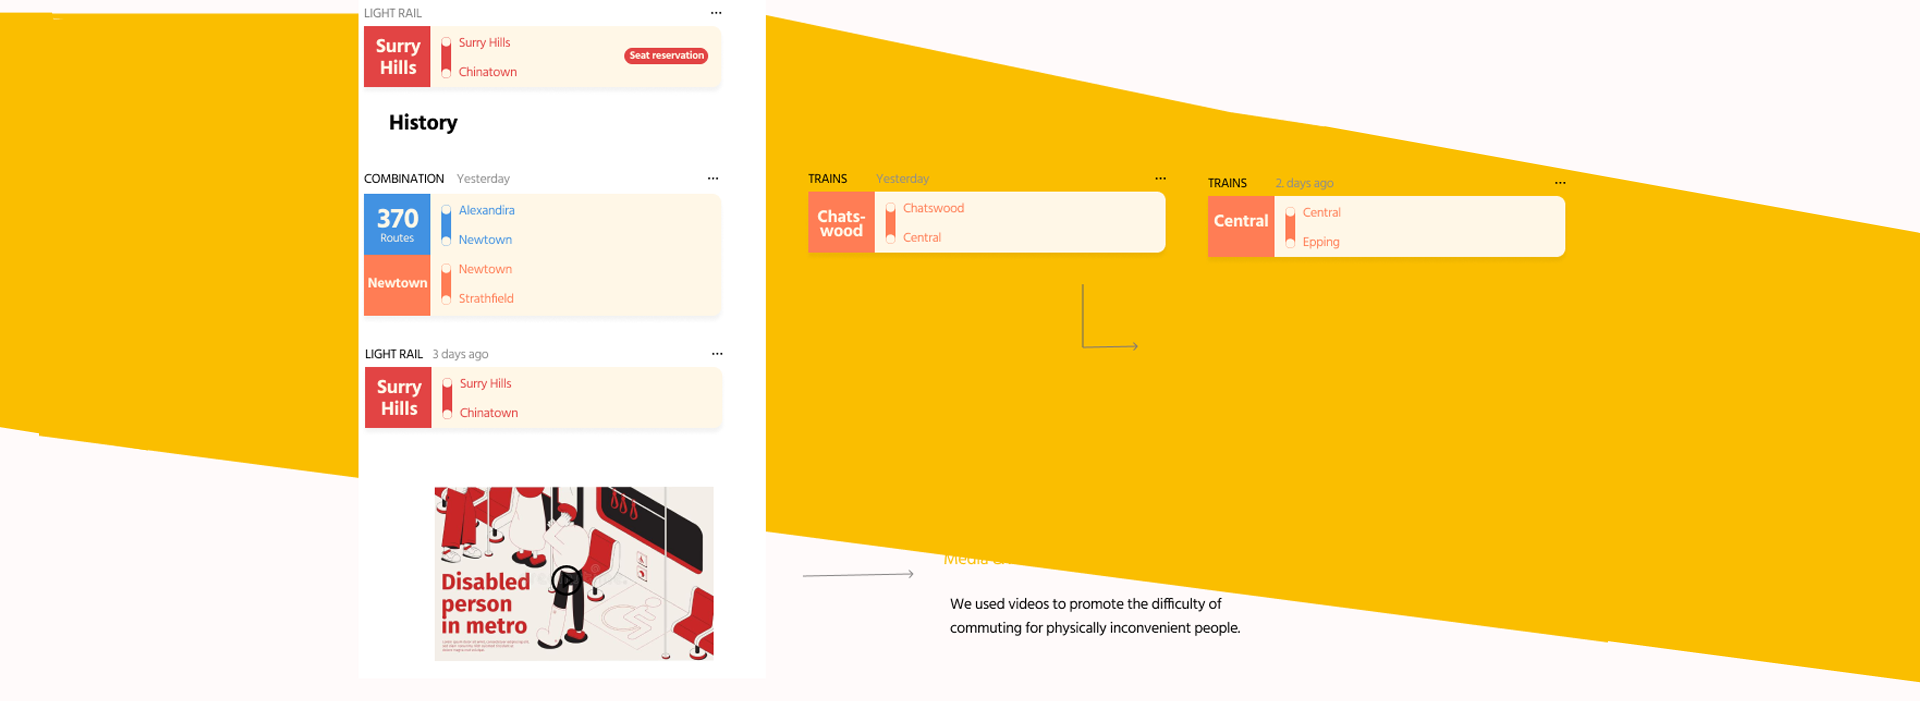 LIGHT RAIL
Surry
Hills
Surry Hills
Chinatown
Seat reservation
History
COMBINATION Yesterday
370
Routes
Alexandira
Newtown
Newtown
Newtown
Strathfield
LIGHT RAIL 3 days ago
Surry
Hills
Surry Hills
Chinatown
TRAINS Yesterday
Chats-
wood
Chatswood
Central
TRAINS 2. days ago
Central
Central
Epping
Disabled
person
in metro
Media
We used videos to promote the difficulty of
commuting for physically inconvenient people.